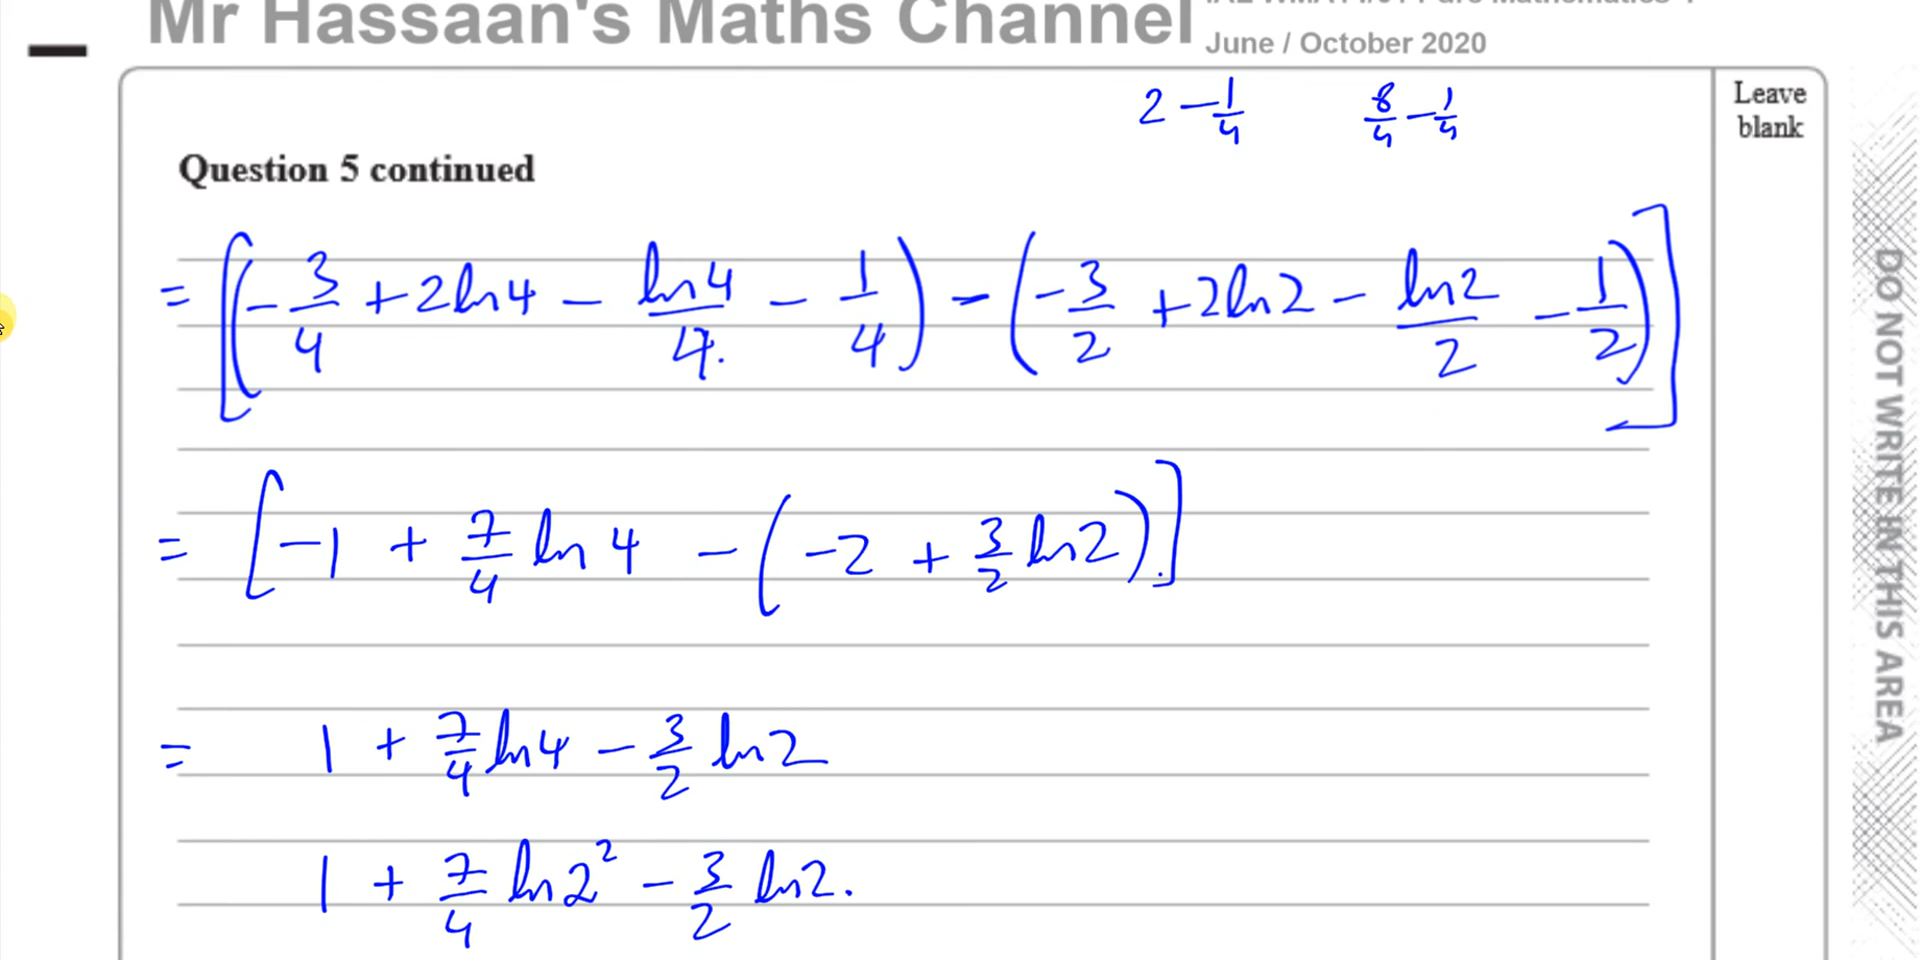 Mr Hassaan's Maths Channel
June / October 2020
2 - 1/4    8/4 - 1/4
Leave
blank
Question 5 continued
= [(-3/4 + 2ln4 - ln4/4 - 1/4) - (-3/2 + 2ln2 - ln2/2 - 1/2)]
= [-1 + 7/4 ln4 - (-2 + 3/2 ln2)]
= 1 + 7/4 ln4 - 3/2 ln2
1 + 7/4 ln2² - 3/2 ln2.
DO NOT WRITE IN THIS AREA